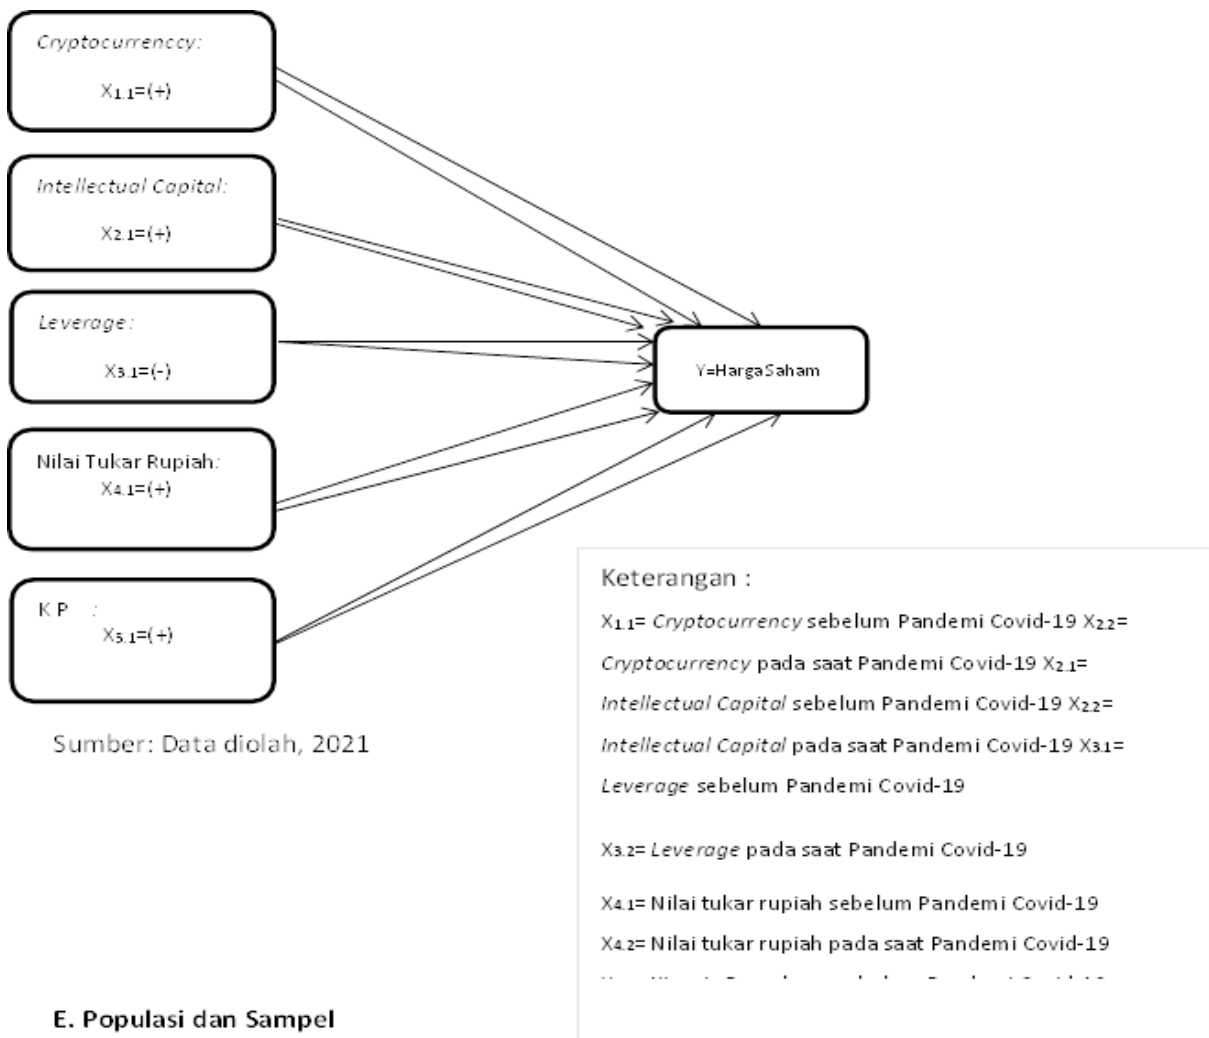 Cryptocurrenccy:
X1.1=(+)
Intellectual Capital:
X2.1=(+)
Leverage:
X3.1=(-)
Nilai Tukar Rupiah:
X4.1=(+)
K P :
X5.1=(+)
Y=HargaSaham
Sumber: Data diolah, 2021
Keterangan :
X1.1= Cryptocurrency sebelum Pandemi Covid-19 X2.2=
Cryptocurrency pada saat Pandemi Covid-19 X2.1=
Intellectual Capital sebelum Pandemi Covid-19 X2.2=
Intellectual Capital pada saat Pandemi Covid-19 X3.1=
Leverage sebelum Pandemi Covid-19
X3.2= Leverage pada saat Pandemi Covid-19
X4.1= Nilai tukar rupiah sebelum Pandemi Covid-19
X4.2= Nilai tukar rupiah pada saat Pandemi Covid-19
E. Populasi dan Sampel